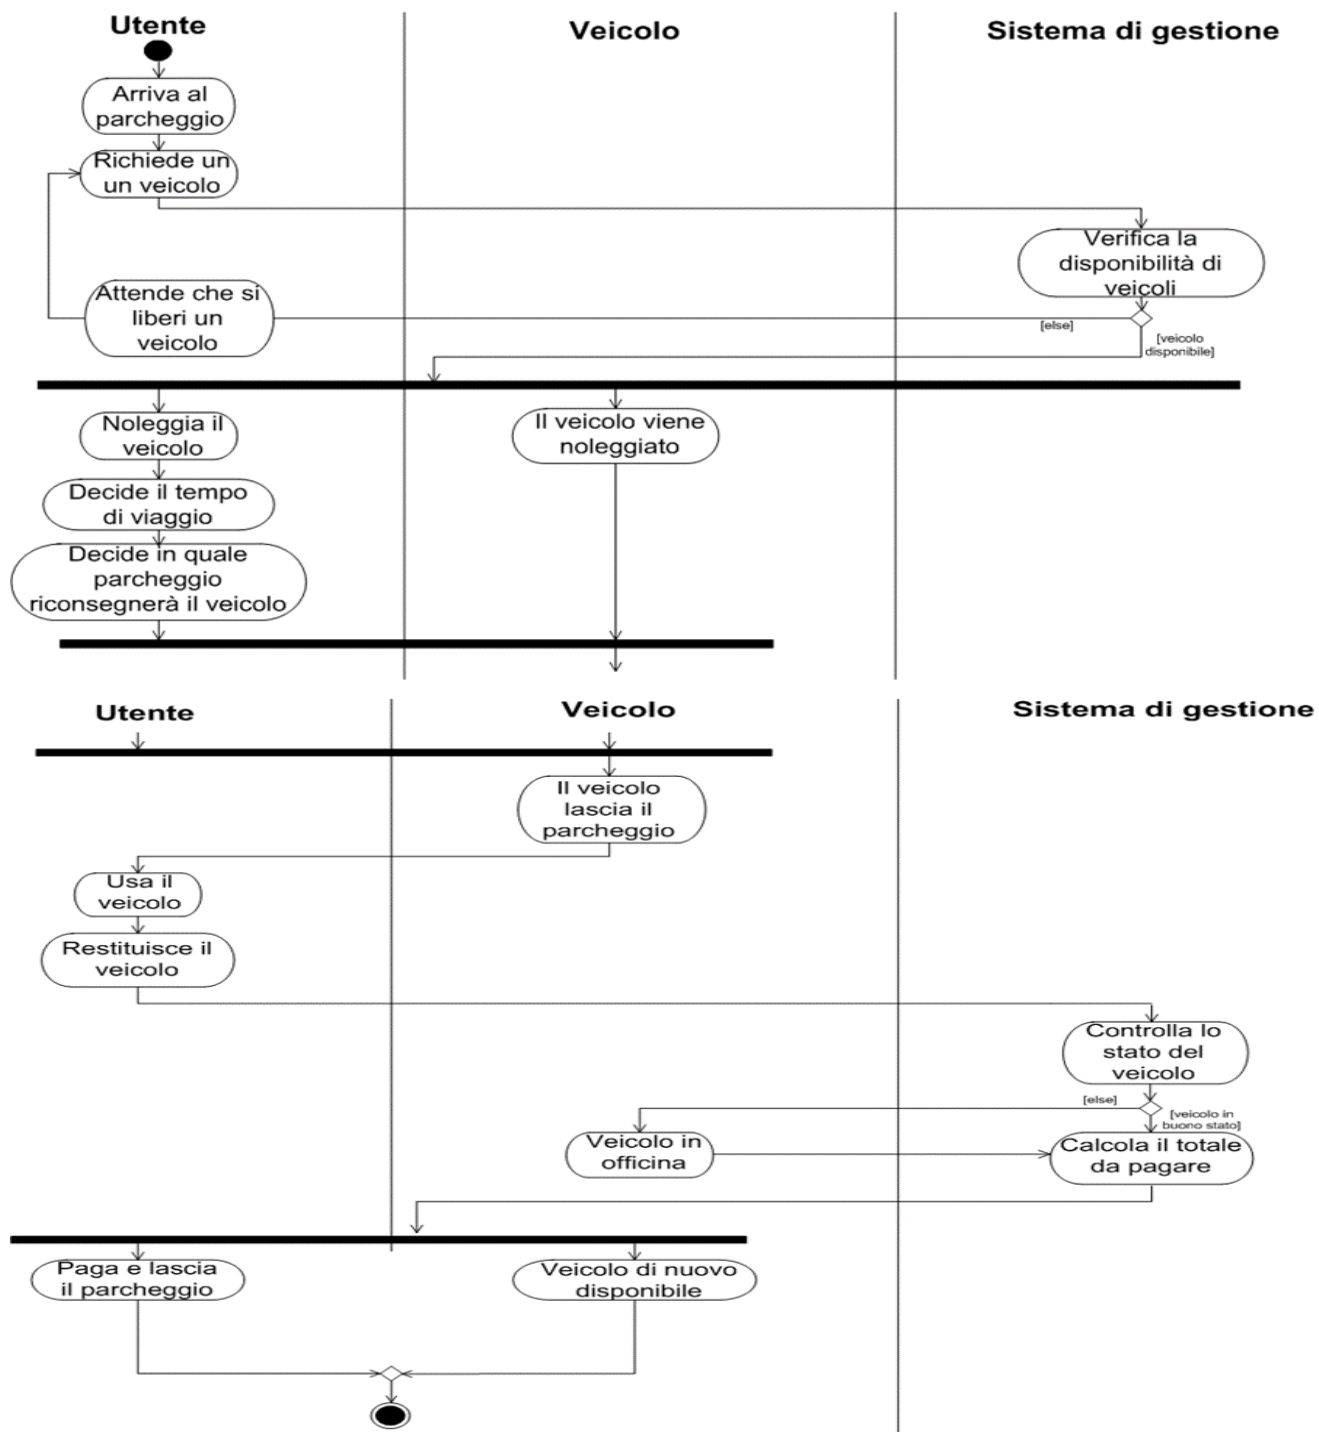 Utente
Veicolo
Sistema di gestione
Arriva al
parcheggio
Richiede un
un veicolo
Verifica la
disponibilità di
veicoli
Attende che si
liberi un
veicolo
[else]
[veicolo
disponibile]
Noleggia il
veicolo
Il veicolo viene
noleggiato
Decide il tempo
di viaggio
Decide in quale
parcheggio
riconsegnerà il veicolo
Utente
Veicolo
Sistema di gestione
Il veicolo
lascia il
parcheggio
Usa il
veicolo
Restituisce il
veicolo
Controlla lo
stato del
veicolo
[else]
[veicolo in
buono stato]
Veicolo in
officina
Calcola il totale
da pagare
Paga e lascia
il parcheggio
Veicolo di nuovo
disponibile